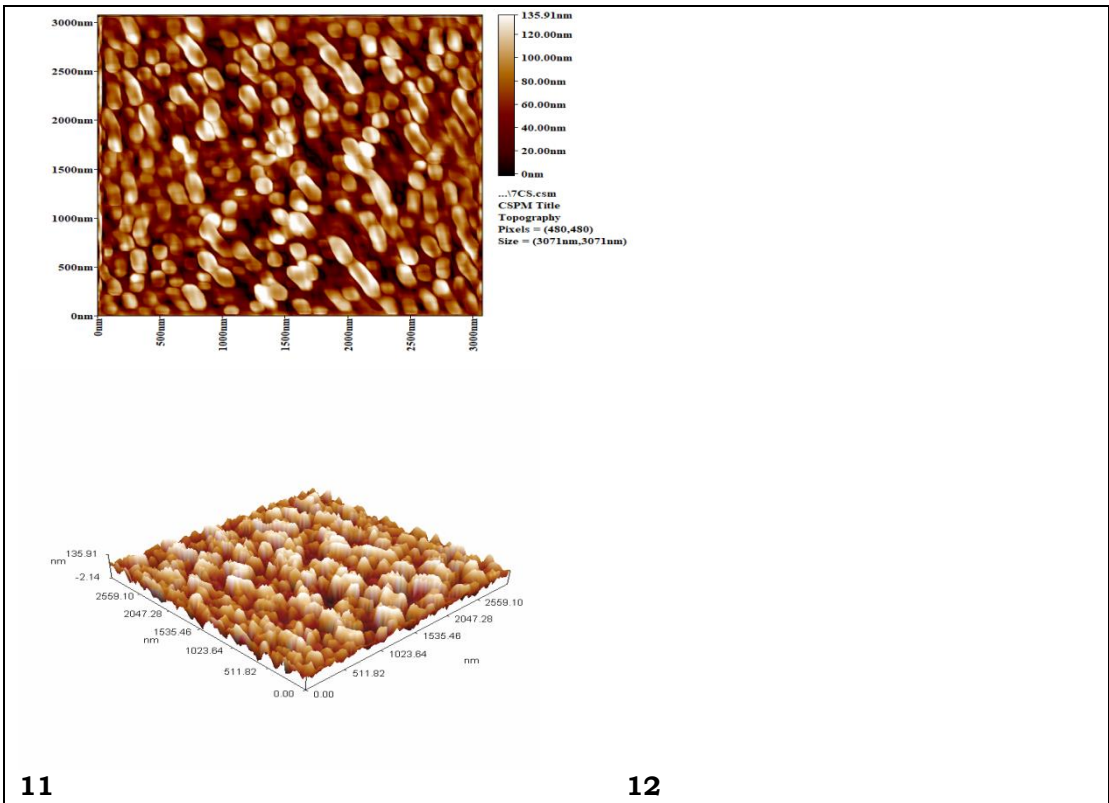 3000nm
2500nm
2000nm
1500nm
1000nm
500nm
0nm
0nm
500nm
1000nm
1500nm
2000nm
2500nm
3000nm
135.91nm
120.00nm
100.00nm
80.00nm
60.00nm
40.00nm
20.00nm
0nm
...\7CS.csm
CSPM Title
Topography
Pixels = (480,480)
Size = (3071nm,3071nm)
135.91
nm
-2.14
2559.10
2047.28
1535.46
nm
1023.64
511.82
0.00
0.00
511.82
1023.64
1535.46
2047.28
2559.10
nm
11
12